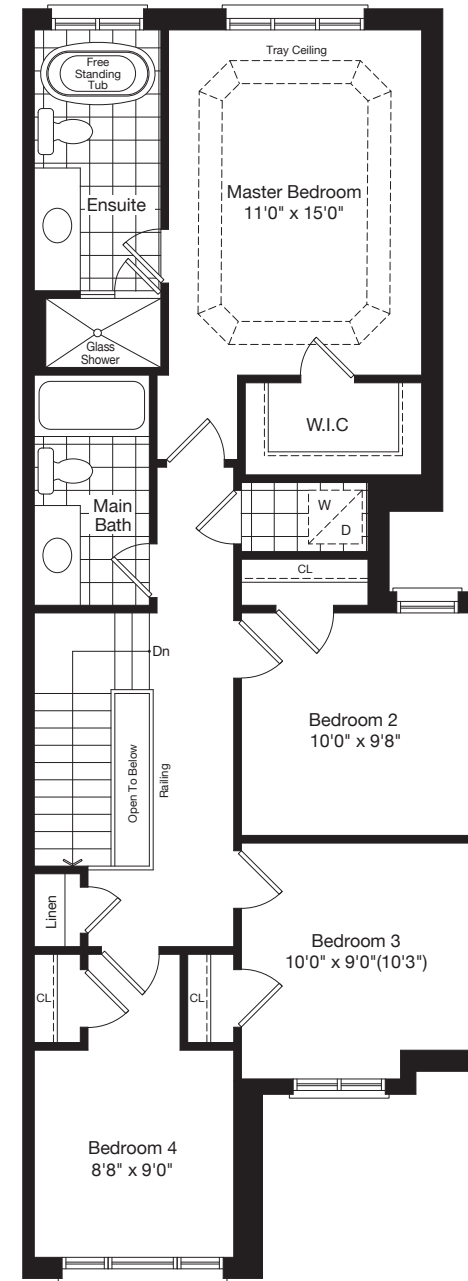 Tray Ceiling
Free
Standing
Tub
Ensuite
Master Bedroom
11'0" x 15'0"
Glass
Shower
W.I.C
Main
Bath
W
D
CL
Dn
Bedroom 2
10'0" x 9'8"
Open To Below
Railing
Linen
Bedroom 3
10'0" x 9'0"(10'3")
CL
CL
Bedroom 4
8'8" x 9'0"